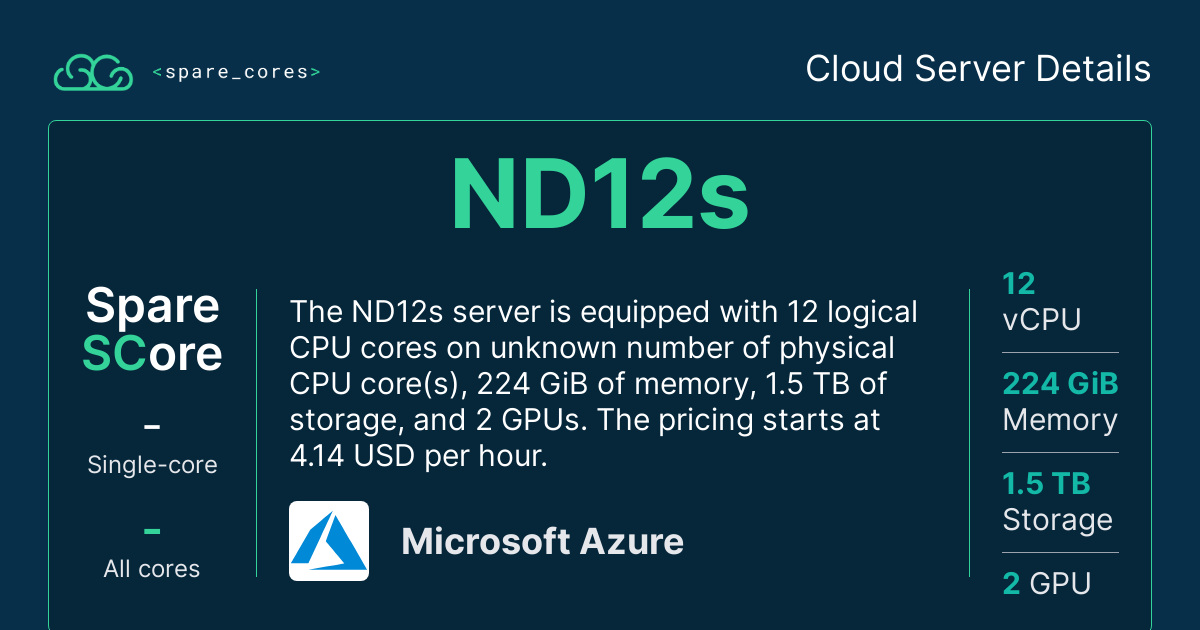 <spare_cores>
Cloud Server Details
ND12s
Spare
SCore
–
Single-core
–
All cores
The ND12s server is equipped with 12 logical
CPU cores on unknown number of physical
CPU core(s), 224 GiB of memory, 1.5 TB of
storage, and 2 GPUs. The pricing starts at
4.14 USD per hour.
Microsoft Azure
12
vCPU
224 GiB
Memory
1.5 TB
Storage
2 GPU